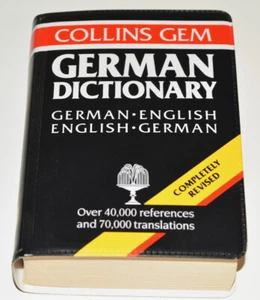 COLLINS GEM
GERMAN
DICTIONARY
GERMAN·ENGLISH
ENGLISH·GERMAN
COMPLETELY
REVISED
Over 40,000 references
and 70,000 translations